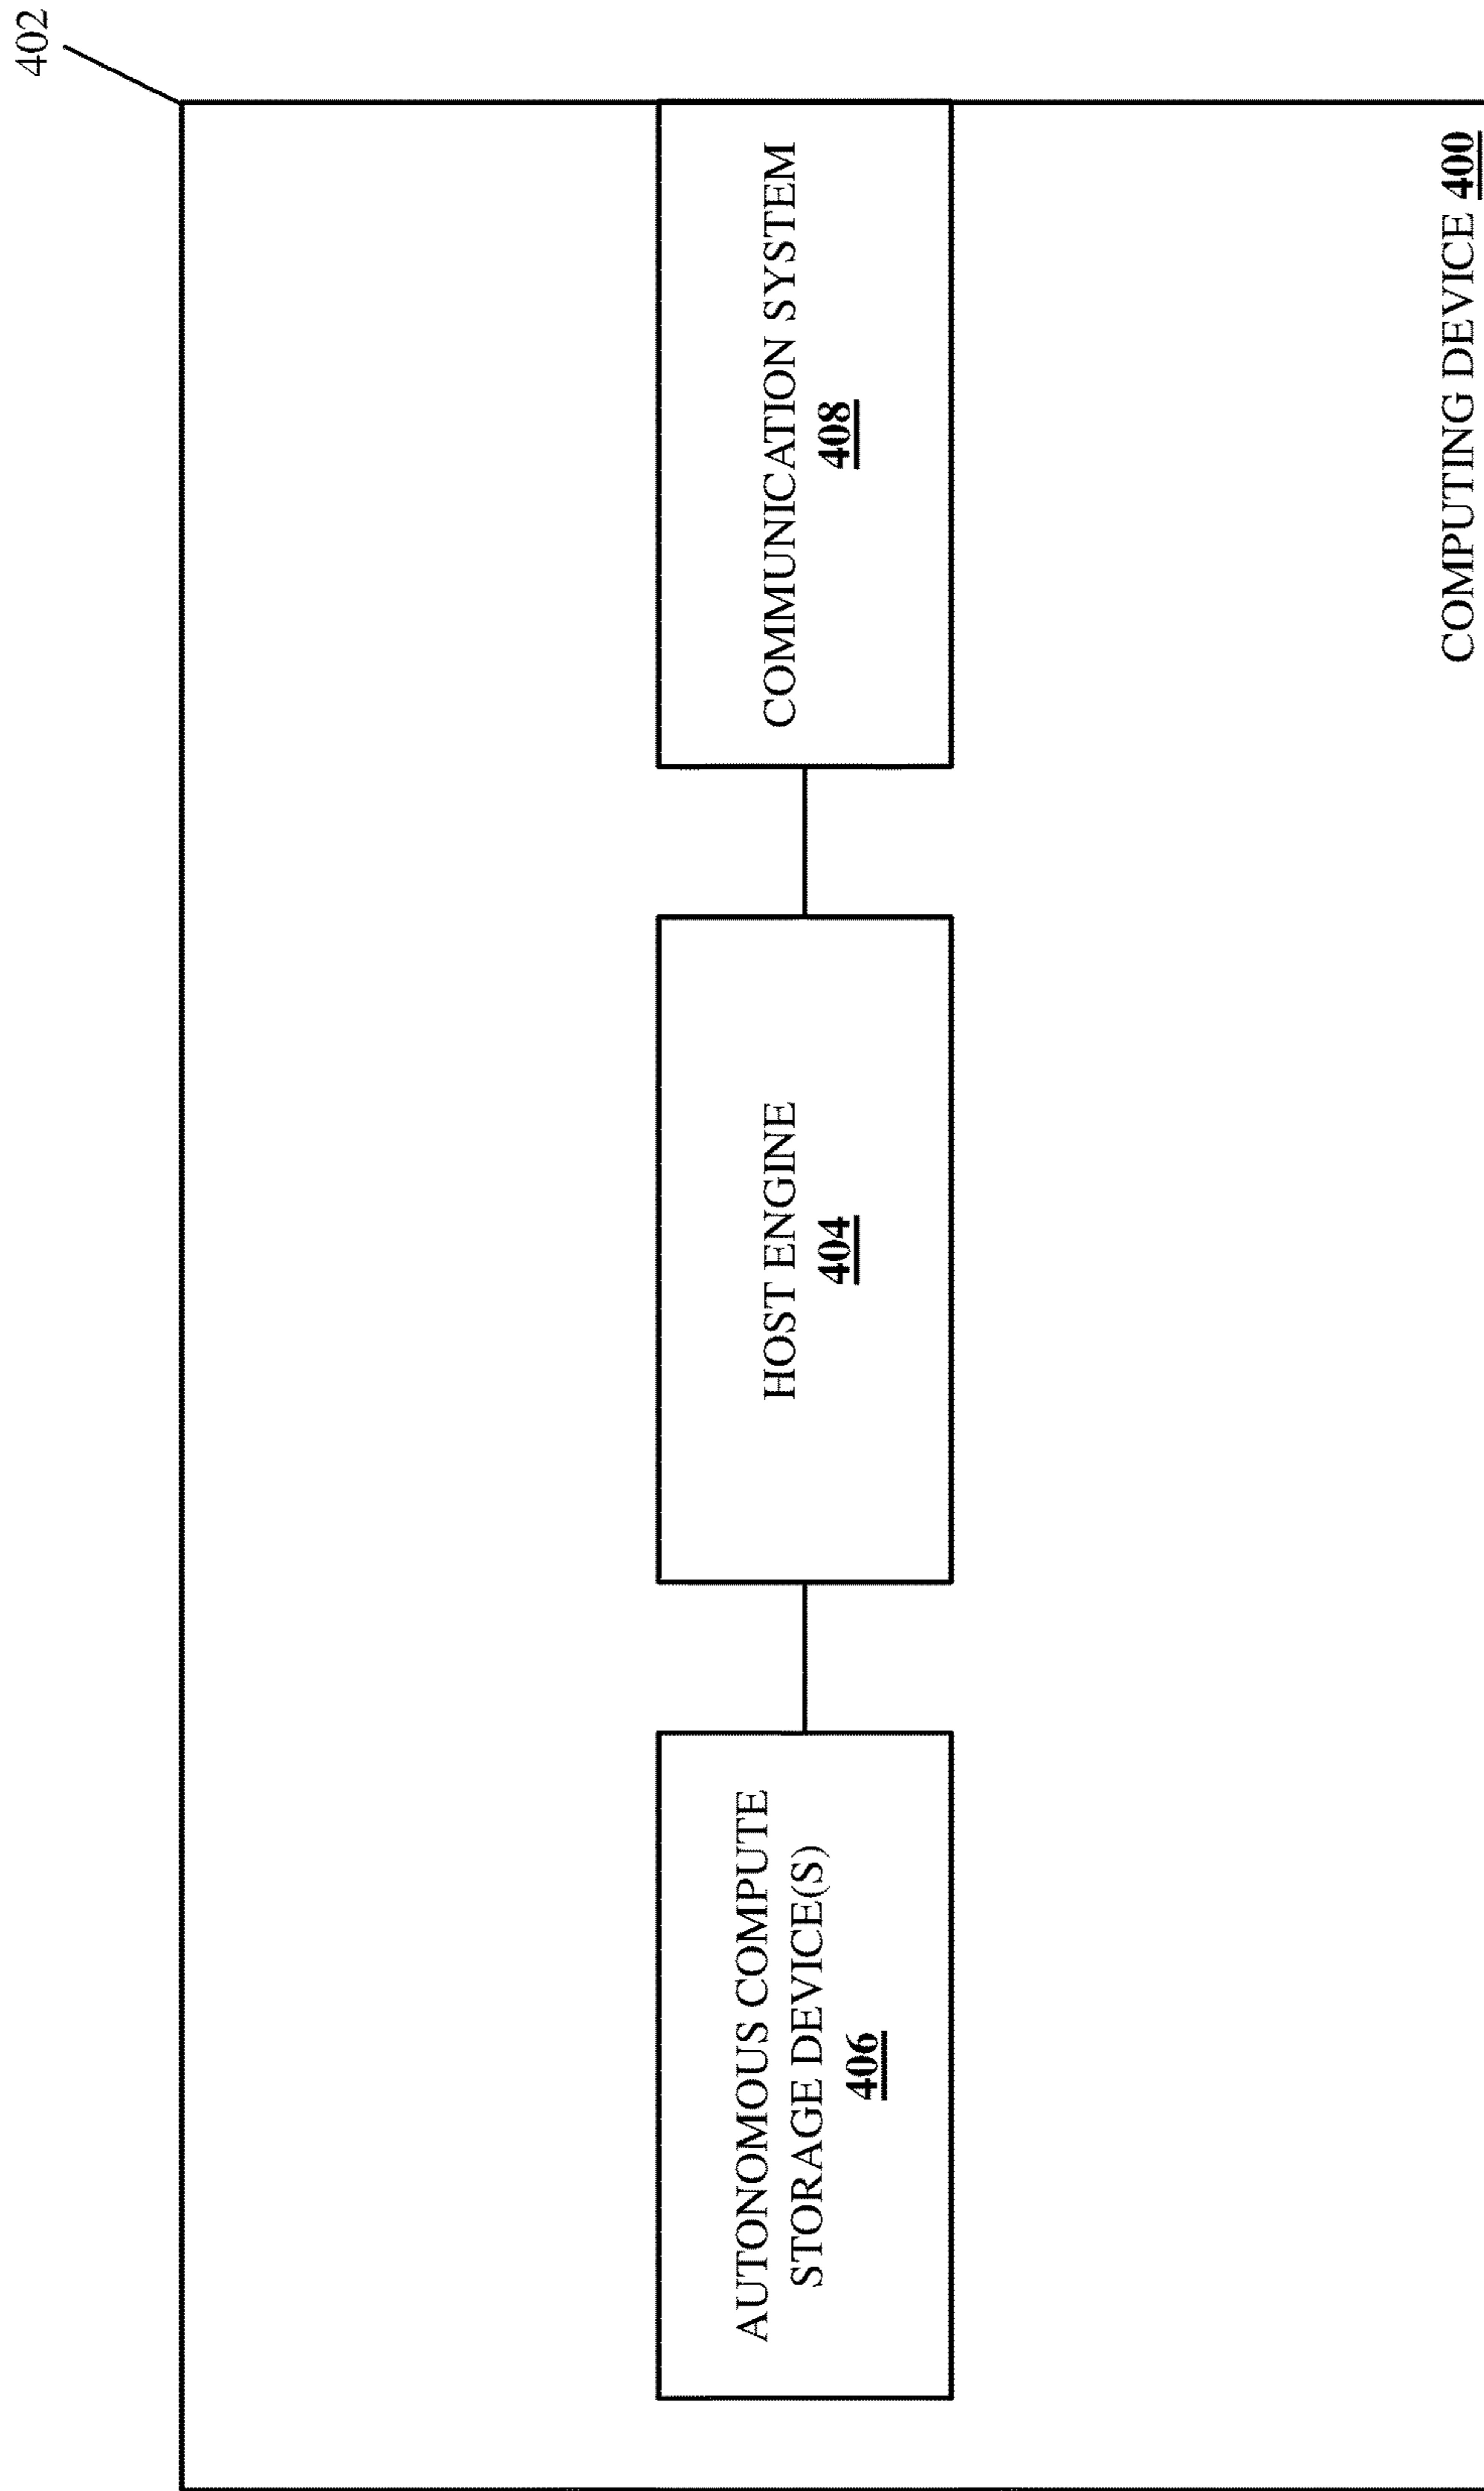 402
AUTONOMOUS COMPUTE
STORAGE DEVICE(S)
406
HOST ENGINE
404
COMMUNICATION SYSTEM
408
COMPUTING DEVICE 400